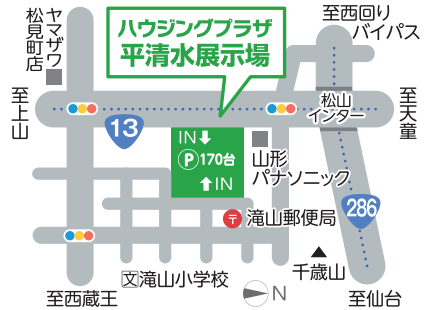 ヤマザワ
松見町店
ハウジングプラザ
平清水展示場
至西回り
バイパス
至上山
13
松山
インター
至天童
IN
P 170台
IN
山形
パナソニック
286
〒 滝山郵便局
文 滝山小学校
千歳山
N
至西蔵王
至仙台